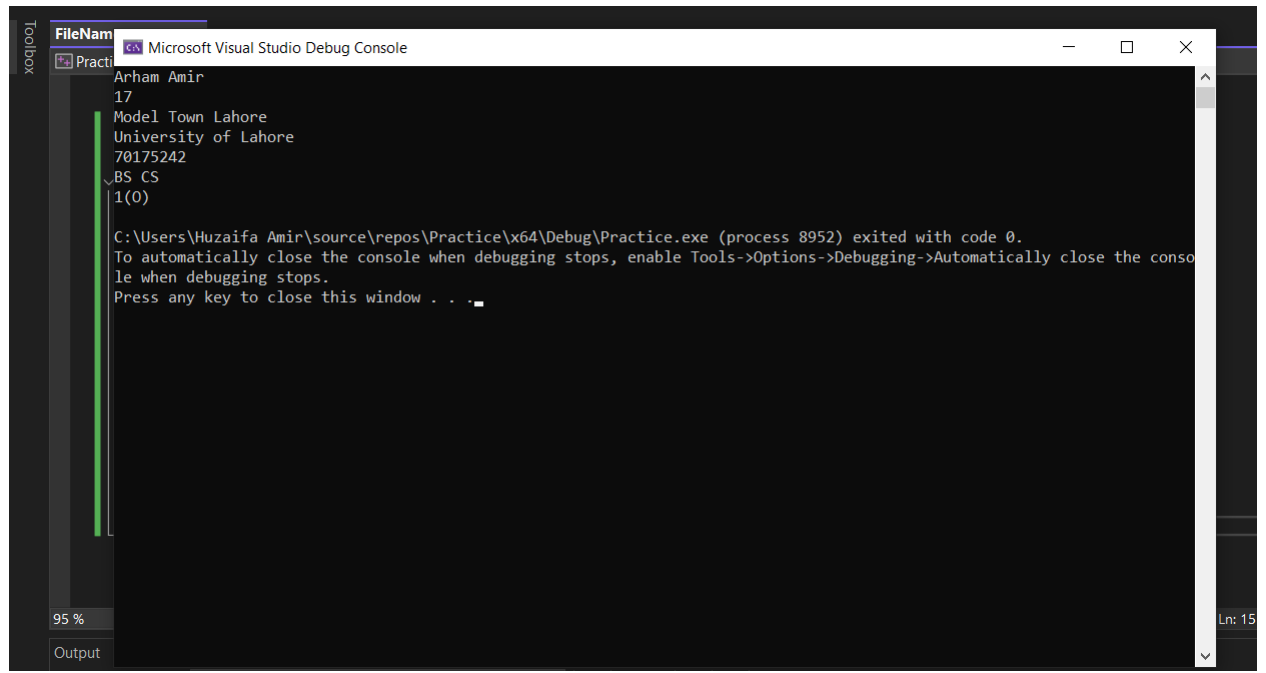 Toolbox
FileNam
Microsoft Visual Studio Debug Console
Practi
Arham Amir
17
Model Town Lahore
University of Lahore
70175242
BS CS
1(O)
C:\Users\Huzaifa Amir\source\repos\Practice\x64\Debug\Practice.exe (process 8952) exited with code 0.
To automatically close the console when debugging stops, enable Tools->Options->Debugging->Automatically close the conso
le when debugging stops.
Press any key to close this window . . .
95 %
Ln: 15
Output